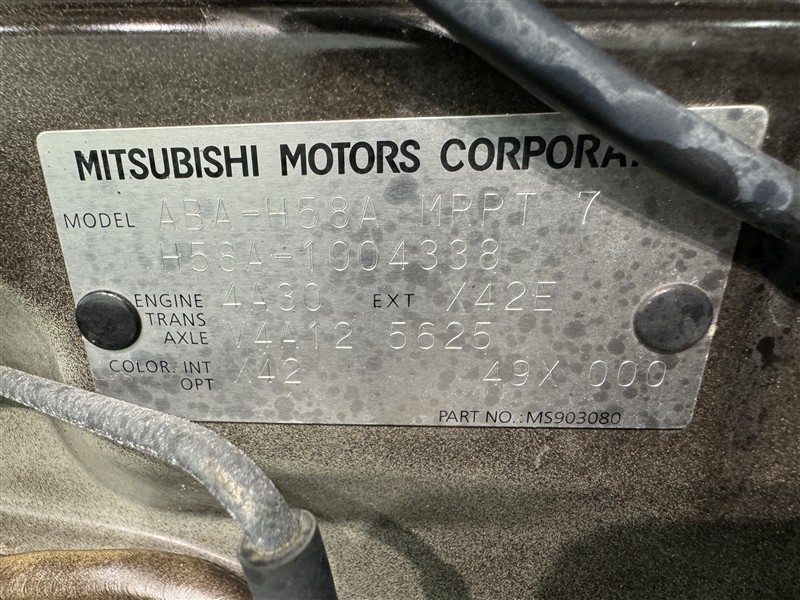 MITSUBISHI MOTORS CORPORA
MODEL ABA-H58A MRPT 7
H58A-1004338
ENGINE 4A30 EXT /42E
TRANS
AXLE V4A12 5625
COLOR. INT X42 49X 000
OPT
PART NO.:MS903080